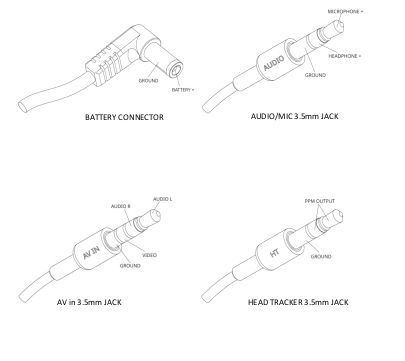 MICROPHONE +
AUDIO
HEADPHONE +
GROUND
GROUND
BATTERY +
BATTERY CONNECTOR
AUDIO/MIC 3.5mm JACK
AUDIO L
AUDIO R
AV IN
VIDEO
GROUND
PPM OUTPUT
HT
GROUND
AV in 3.5mm JACK
HEAD TRACKER 3.5mm JACK